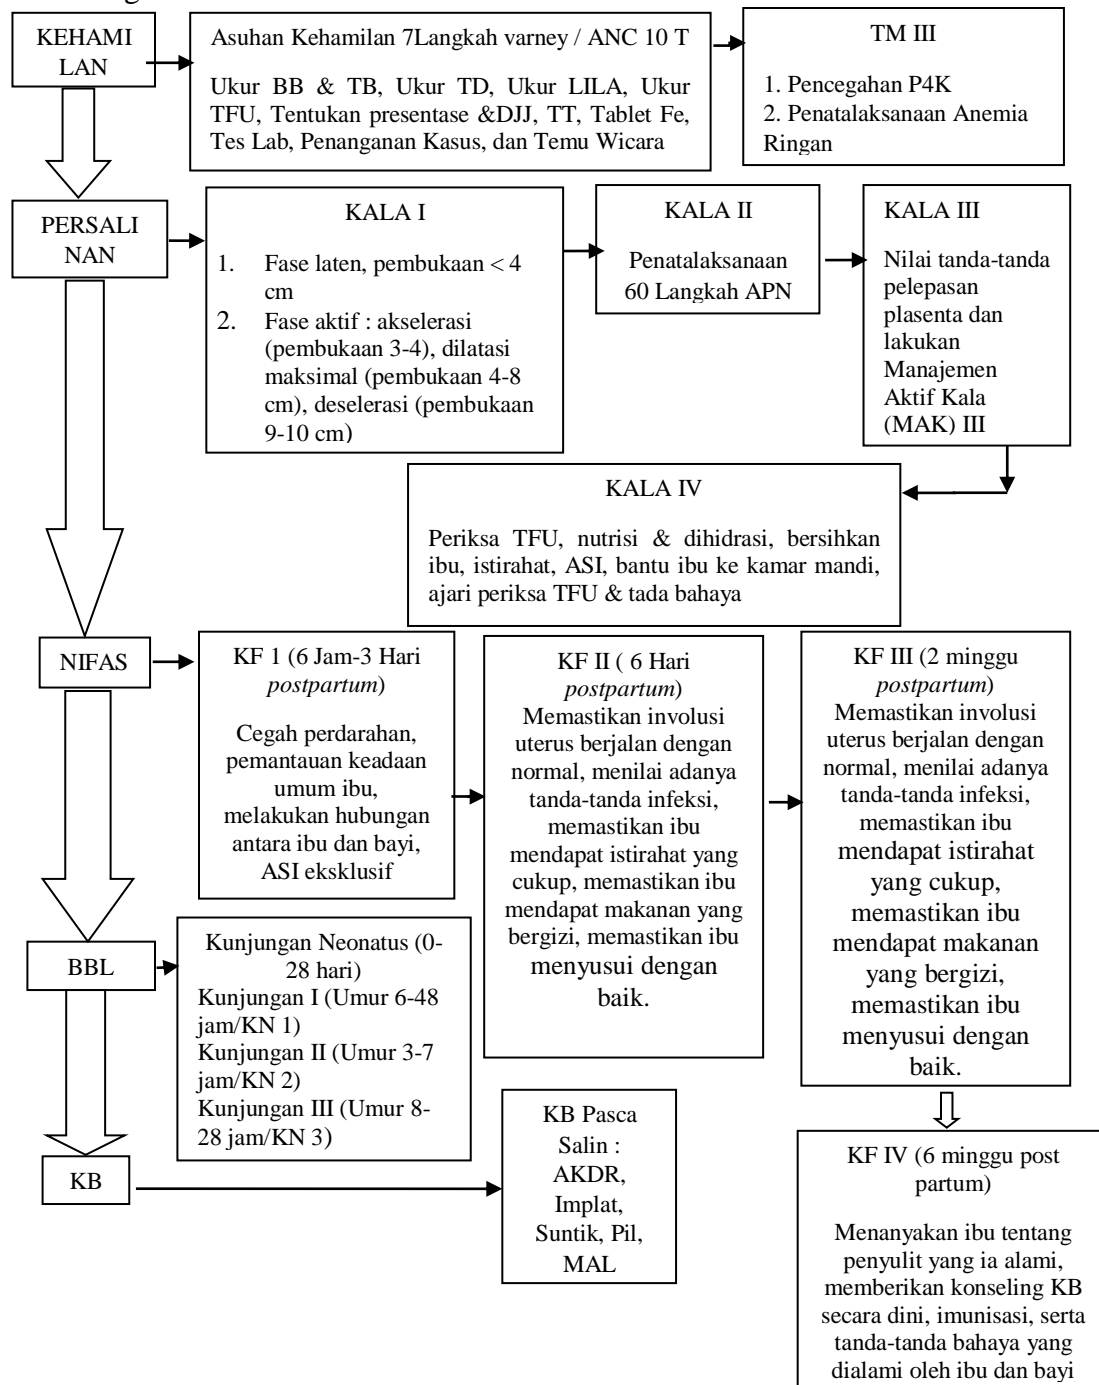 KEHAMI
LAN
Asuhan Kehamilan 7Langkah varney / ANC 10 T
Ukur BB & TB, Ukur TD, Ukur LILA, Ukur
TFU, Tentukan presentase &DJJ, TT, Tablet Fe,
Tes Lab, Penanganan Kasus, dan Temu Wicara
TM III
1. Pencegahan P4K
2. Penatalaksanaan Anemia
Ringan
PERSALI
NAN
KALA I
1. Fase laten, pembukaan < 4
cm
2. Fase aktif : akselerasi
(pembukaan 3-4), dilatasi
maksimal (pembukaan 4-8
cm), deselerasi (pembukaan
9-10 cm)
KALA II
Penatalaksanaan
60 Langkah APN
KALA III
Nilai tanda-tanda
pelepasan
plasenta dan
lakukan
Manajemen
Aktif Kala
(MAK) III
KALA IV
Periksa TFU, nutrisi & dihidrasi, bersihkan
ibu, istirahat, ASI, bantu ibu ke kamar mandi,
ajari periksa TFU & tada bahaya
NIFAS
KF 1 (6 Jam-3 Hari
postpartum)
Cegah perdarahan,
pemantauan keadaan
umum ibu,
melakukan hubungan
antara ibu dan bayi,
ASI eksklusif
KF II ( 6 Hari
postpartum)
Memastikan involusi
uterus berjalan dengan
normal, menilai adanya
tanda-tanda infeksi,
memastikan ibu
mendapat istirahat yang
cukup, memastikan ibu
mendapat makanan yang
bergizi, memastikan ibu
menyusui dengan
baik.
KF III (2 minggu
postpartum)
Memastikan involusi
uterus berjalan dengan
normal, menilai adanya
tanda-tanda infeksi,
memastikan ibu
mendapat istirahat
yang cukup,
memastikan ibu
mendapat makanan
yang bergizi,
memastikan ibu
menyusui dengan
baik.
BBL
Kunjungan Neonatus (0-
28 hari)
Kunjungan I (Umur 6-48
jam/KN 1)
Kunjungan II (Umur 3-7
jam/KN 2)
Kunjungan III (Umur 8-
28 jam/KN 3)
KB
KB Pasca
Salin :
AKDR,
Implat,
Suntik, Pil,
MAL
KF IV (6 minggu post
partum)
Menanyakan ibu tentang
penyulit yang ia alami,
memberikan konseling KB
secara dini, imunisasi, serta
tanda-tanda bahaya yang
dialami oleh ibu dan bayi